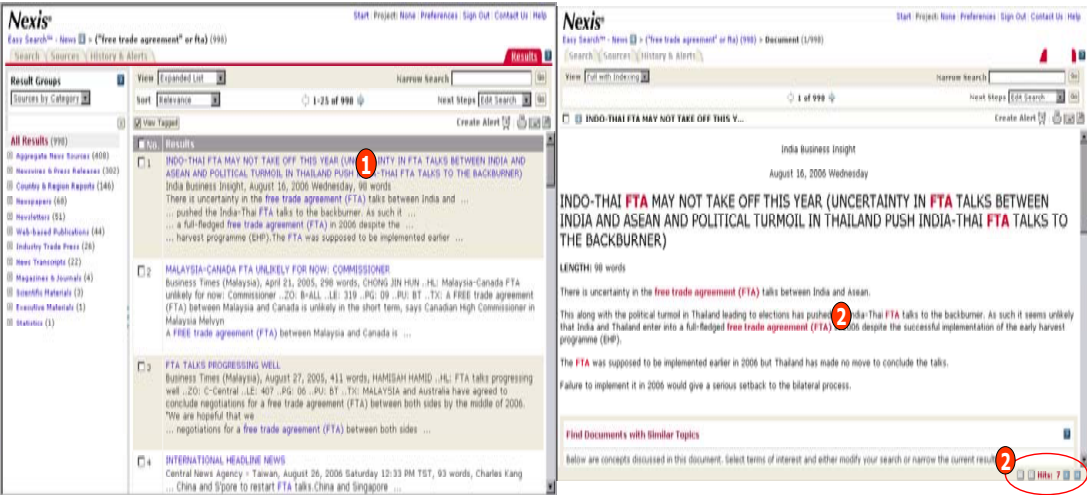 Nexis®
Start Project: None Preferences Sign Out Contact Us Help
Easy Search™ - News > ("free trade agreement" or fta) (998)
Search Sources History & Alerts
Results
Result Groups
Sources by Category
All Results (998)
Aggregate News Sources (408)
Newswires & Press Releases (302)
Country & Region Reports (146)
Newspapers (68)
Newsletters (51)
Web-based Publications (44)
Industry Trade Press (26)
News Transcripts (22)
Magazines & Journals (4)
Scientific Materials (3)
Executive Materials (1)
Statistics (1)
View Expanded List
Narrow Search
Go
Sort Relevance
1-25 of 998
Next Steps Edit Search
Go
View Tagged
Create Alert
No. Results
1
INDO-THAI FTA MAY NOT TAKE OFF THIS YEAR IN FTA TALKS BETWEEN INDIA AND
ASEAN AND POLITICAL TURMOIL IN THAILAND PUSH FTA TALKS TO THE BACKBURNER)
India Business Insight, August 16, 2006 Wednesday, 98 words
There is uncertainty in the free trade agreement (FTA) talks between India and ...
... pushed the India-Thai FTA talks to the backburner. As such it ...
... a full-fledged free trade agreement (FTA) in 2006 despite the ...
... harvest programme (EHP).The FTA was supposed to be implemented earlier ...
1
2
MALAYSIA-CANADA FTA UNLIKELY FOR NOW: COMMISSIONER
Business Times (Malaysia), April 21, 2005, 298 words, CHONG JIN HUN ..HL: Malaysia-Canada FTA
unlikely for now: Commissioner ..ZO: B=ALL ..LE: 319 ..PG: 09 ..PU: BT ..TX: A FREE trade agreement
(FTA) between Malaysia and Canada is unlikely in the short term, says Canadian High Commissioner in
Malaysia Melvyn
A FREE trade agreement (FTA) between Malaysia and Canada is ...
3
FTA TALKS PROGRESSING WELL
Business Times (Malaysia), August 27, 2005, 411 words, HAMISAH HAMID ..HL: FTA talks progressing
well ..ZO: C=Central ..LE: 407 ..PG: 06 ..PU: BT ..TX: MALAYSIA and Australia have agreed to
conclude negotiations for a free trade agreement (FTA) between both sides by the middle of 2006.
"We are hopeful that we
... negotiations for a free trade agreement (FTA) between both sides ...
4
INTERNATIONAL HEADLINE NEWS
Central News Agency - Taiwan, August 26, 2006 Saturday 12:33 PM TST, 93 words, Charles Kang
... China and S'pore to restart FTA talks.China and Singapore ...
Nexis®
Start Project: None Preferences Sign Out Contact Us Help
Easy Search™ - News > ("free trade agreement" or fta) (998) > Document (1/998)
Search Sources History & Alerts
View Full with Indexing
Narrow Search
Go
1 of 998
Next Steps Edit Search
Go
INDO-THAI FTA MAY NOT TAKE OFF THIS Y...
Create Alert
India Business Insight
August 16, 2006 Wednesday
INDO-THAI FTA MAY NOT TAKE OFF THIS YEAR (UNCERTAINTY IN FTA TALKS BETWEEN
INDIA AND ASEAN AND POLITICAL TURMOIL IN THAILAND PUSH INDIA-THAI FTA TALKS TO
THE BACKBURNER)
LENGTH: 98 words
There is uncertainty in the free trade agreement (FTA) talks between India and Asean.
This along with the political turmoil in Thailand leading to elections has pushed India-Thai FTA talks to the backburner. As such it seems unlikely
that India and Thailand enter into a full-fledged free trade agreement (FTA) 2006 despite the successful implementation of the early harvest
programme (EHP).
2
The FTA was supposed to be implemented earlier in 2006 but Thailand has made no move to conclude the talks.
Failure to implement it in 2006 would give a serious setback to the bilateral process.
Find Documents with Similar Topics
Below are concepts discussed in this document. Select terms of interest and either modify your search or narrow the current
2
Hits: 7